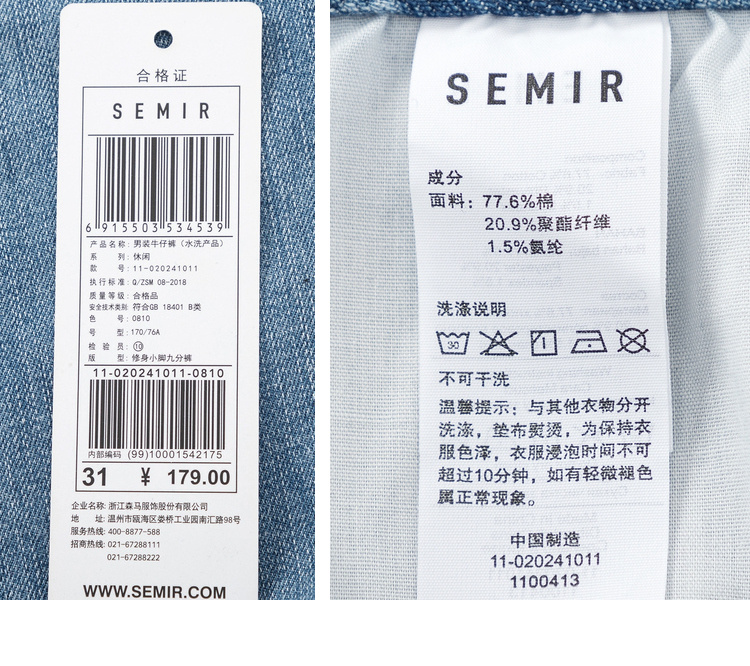 合格证
SEMIR
6 915503 534539
产品名称: 男装牛仔裤（水洗产品）
系 列: 休闲
款 号: 11-020241011
执行标准: Q/ZSM 08-2018
质量等级: 合格品
安全技术类别: 符合GB 18401 B类
色 号: 0810
号 型: 170/76A
检 验 员: ⑩
版 型: 修身小脚九分裤
11-020241011-0810
内部编码 (99)10001542175
31 ¥ 179.00
企业名称: 浙江森马服饰股份有限公司
地 址: 温州市瓯海区娄桥工业园南汇路98号
服务热线: 400-8877-588
招商热线: 021-67288111
021-67288222
WWW.SEMIR.COM
SEMIR
成分
面料: 77.6%棉
20.9%聚酯纤维
1.5%氨纶
洗涤说明
30
不可干洗
温馨提示: 与其他衣物分开
洗涤，垫布熨烫，为保持衣
服色泽，衣服浸泡时间不可
超过10分钟，如有轻微褪色
属正常现象。
中国制造
11-020241011
1100413